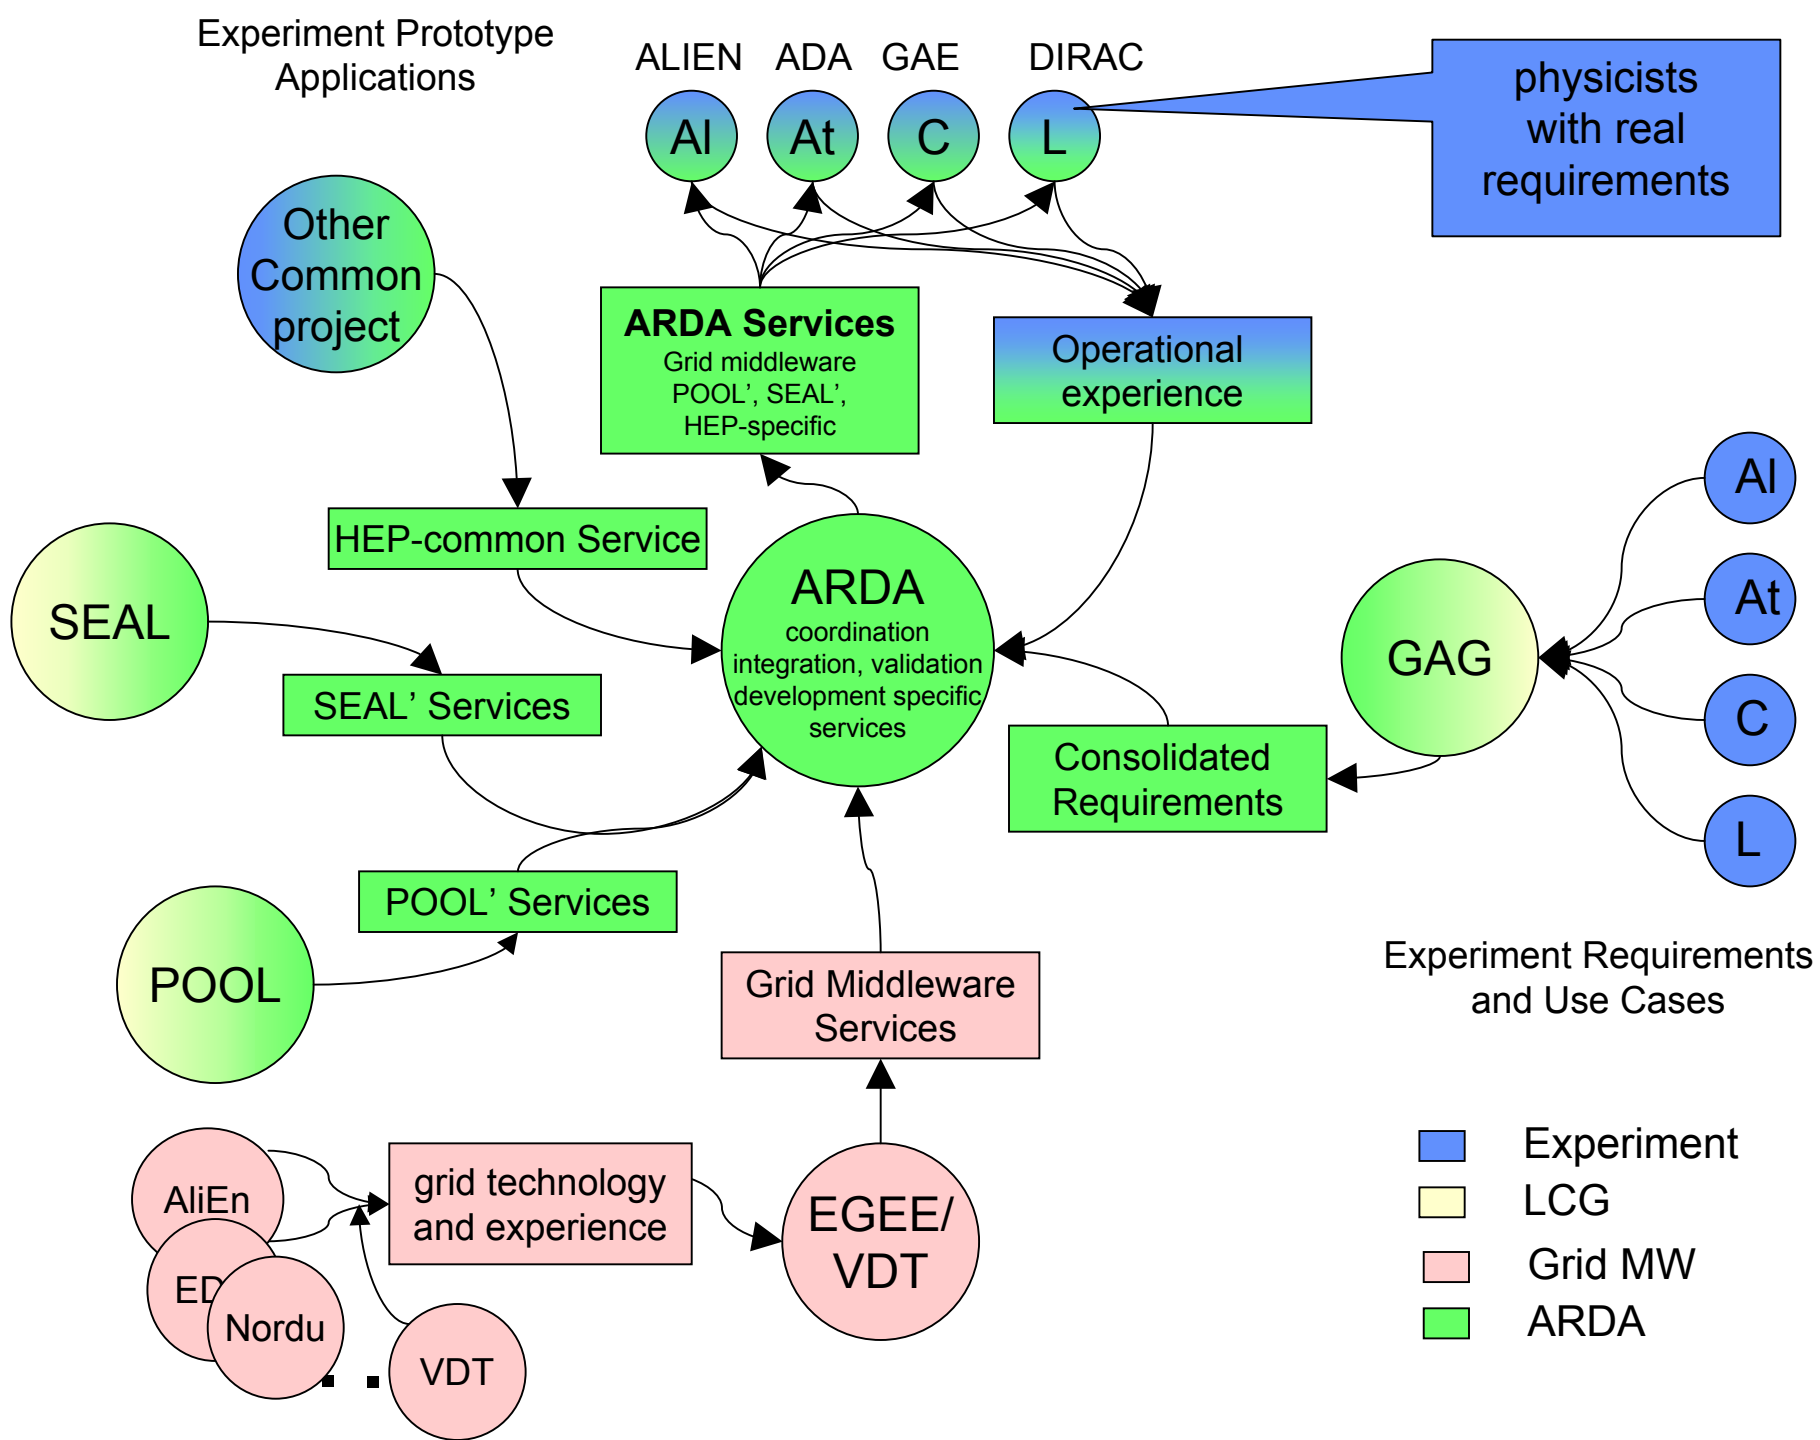 Experiment Prototype
Applications
ALIEN
ADA
GAE
DIRAC
Al
At
C
L
physicists
with real
requirements
Other
Common
project
ARDA Services
Grid middleware
POOL’, SEAL’,
HEP-specific
Operational
experience
Al
At
C
L
HEP-common Service
SEAL
SEAL’ Services
ARDA
coordination
integration, validation
development specific
services
GAG
Consolidated
Requirements
POOL’ Services
POOL
Experiment Requirements
and Use Cases
Grid Middleware
Services
AliEn
Nordu
VDT
grid technology
and experience
EGEE/
VDT
Experiment
LCG
Grid MW
ARDA